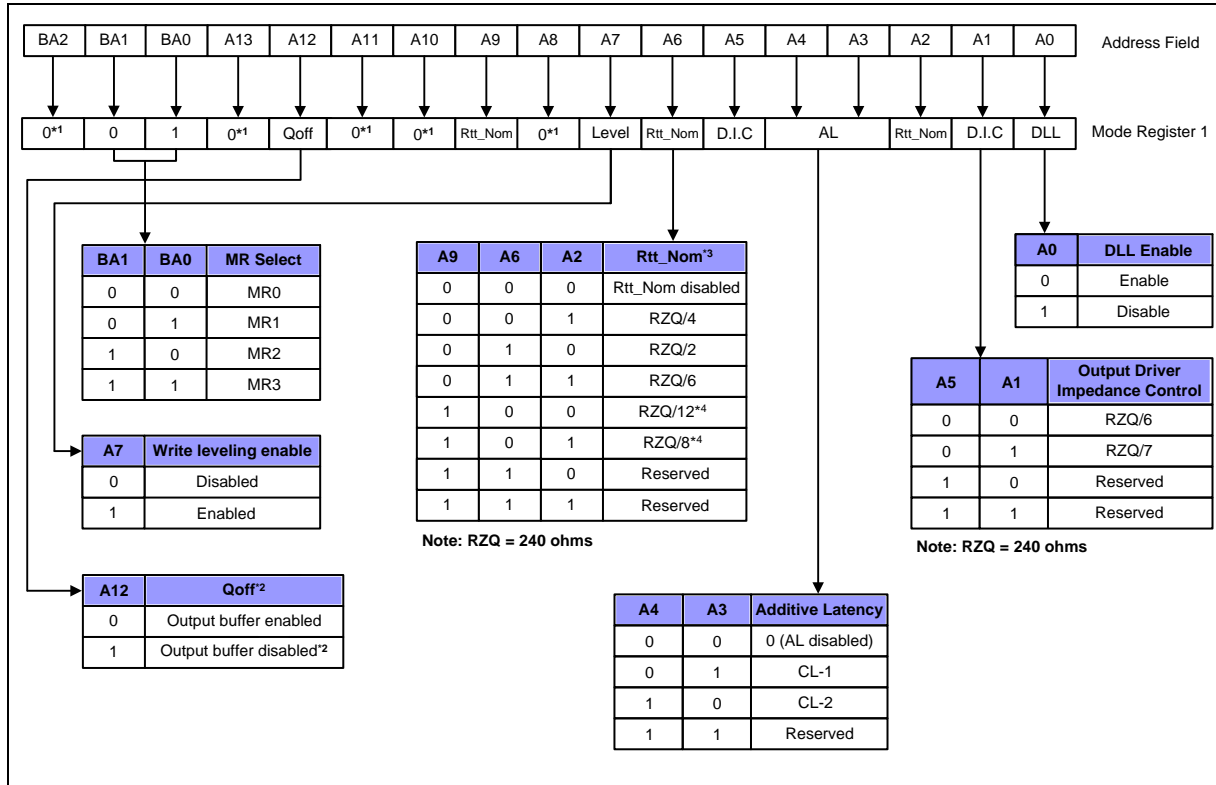 BA2 BA1 BA0 A13 A12 A11 A10 A9 A8 A7 A6 A5 A4 A3 A2 A1 A0 Address Field
0*1 0 1 0*1 Qoff 0*1 0*1 Rtt_Nom 0*1 Level Rtt_Nom D.I.C AL Rtt_Nom D.I.C DLL Mode Register 1
BA1 BA0 MR Select
0 0 MR0
0 1 MR1
1 0 MR2
1 1 MR3
A7 Write leveling enable
0 Disabled
1 Enabled
A12 Qoff*2
0 Output buffer enabled
1 Output buffer disabled*2
A9 A6 A2 Rtt_Nom*3
0 0 0 Rtt_Nom disabled
0 0 1 RZQ/4
0 1 0 RZQ/2
0 1 1 RZQ/6
1 0 0 RZQ/12*4
1 0 1 RZQ/8*4
1 1 0 Reserved
1 1 1 Reserved
Note: RZQ = 240 ohms
A4 A3 Additive Latency
0 0 0 (AL disabled)
0 1 CL-1
1 0 CL-2
1 1 Reserved
A0 DLL Enable
0 Enable
1 Disable
A5 A1 Output Driver
Impedance Control
0 0 RZQ/6
0 1 RZQ/7
1 0 Reserved
1 1 Reserved
Note: RZQ = 240 ohms